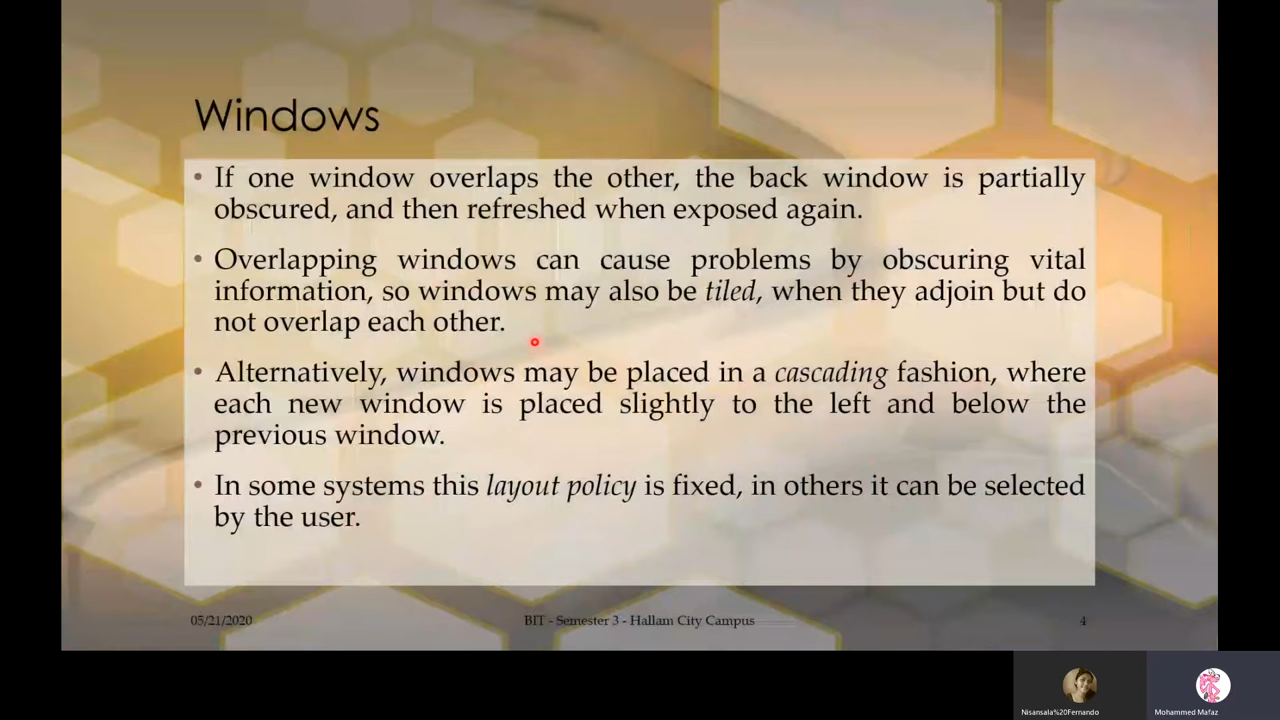 Windows
• If one window overlaps the other, the back window is partially
obscured, and then refreshed when exposed again.
• Overlapping windows can cause problems by obscuring vital
information, so windows may also be tiled, when they adjoin but do
not overlap each other.
• Alternatively, windows may be placed in a cascading fashion, where
each new window is placed slightly to the left and below the
previous window.
• In some systems this layout policy is fixed, in others it can be selected
by the user.
05/21/2020 BIT - Semester 3 - Hallam City Campus 4
Nisansala%20Fernando Mohammed Mafaz